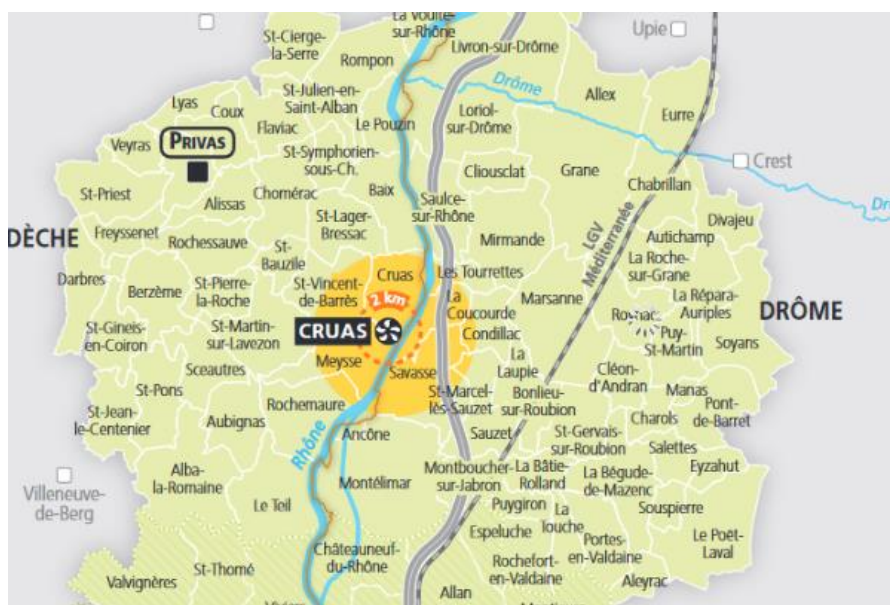 La Voulte-
sur-Rhône
Upie
St-Cierge-
la-Serre
Livron-sur-Drôme
Rompon
Drôme
St-Julien-en-
Saint-Alban
Allex
Lyas
Coux
Loriol-
sur-Drôme
Eurre
Flaviac
Le Pouzin
PRIVAS
Veyras
St-Symphorien-
sous-Ch.
Crest
Cliousclat
Grane
St-Priest
Chomérac
Baix
Chabrillan
Alissas
Saulce-
sur-Rhône
St-Lager-
Bressac
Divajeu
DÈCHE
Freyssenet
Rochessauve
Mirmande
LGV
Méditerranée
Autichamp
St-
Bauzile
La Roche-
sur-Grane
Darbres
Berzème
St-Pierre-
la-Roche
St-Vincent-
de-Barrès
Cruas
Les Tourrettes
2 km
La
Coucourde
Marsanne
La Répara-
Auriples
DRÔME
St-Gineis-
en-Coiron
St-Martin-
sur-Lavezon
CRUAS
Condillac
Puy-
St-Martin
Soyans
Sceautres
Meysse
Savasse
La
Laupie
Cléon-
d'Andran
St-Pons
Manas
Rochemaure
St-Marcel-
lès-Sauzet
Bonlieu-
sur-Roubion
Pont-
de-Barret
St-Jean-
le-Centenier
Aubignas
Charols
Ancône
Sauzet
St-Gervais-
sur-Roubion
Salettes
Rhône
Alba-
la-Romaine
Montélimar
Montboucher-
sur-Jabron
La Bâtie-
Rolland
La Bégude-
de-Mazenc
Eyzahut
Villeneuve-
de-Berg
Le Teil
Puygiron
La
Touche
Souspierre
Espeluche
Portes-
en-Valdaine
Le Poët-
Laval
Châteauneuf-
du-Rhône
Rochefort-
en-Valdaine
St-Thomé
Valvignères
Allan
Aleyrac